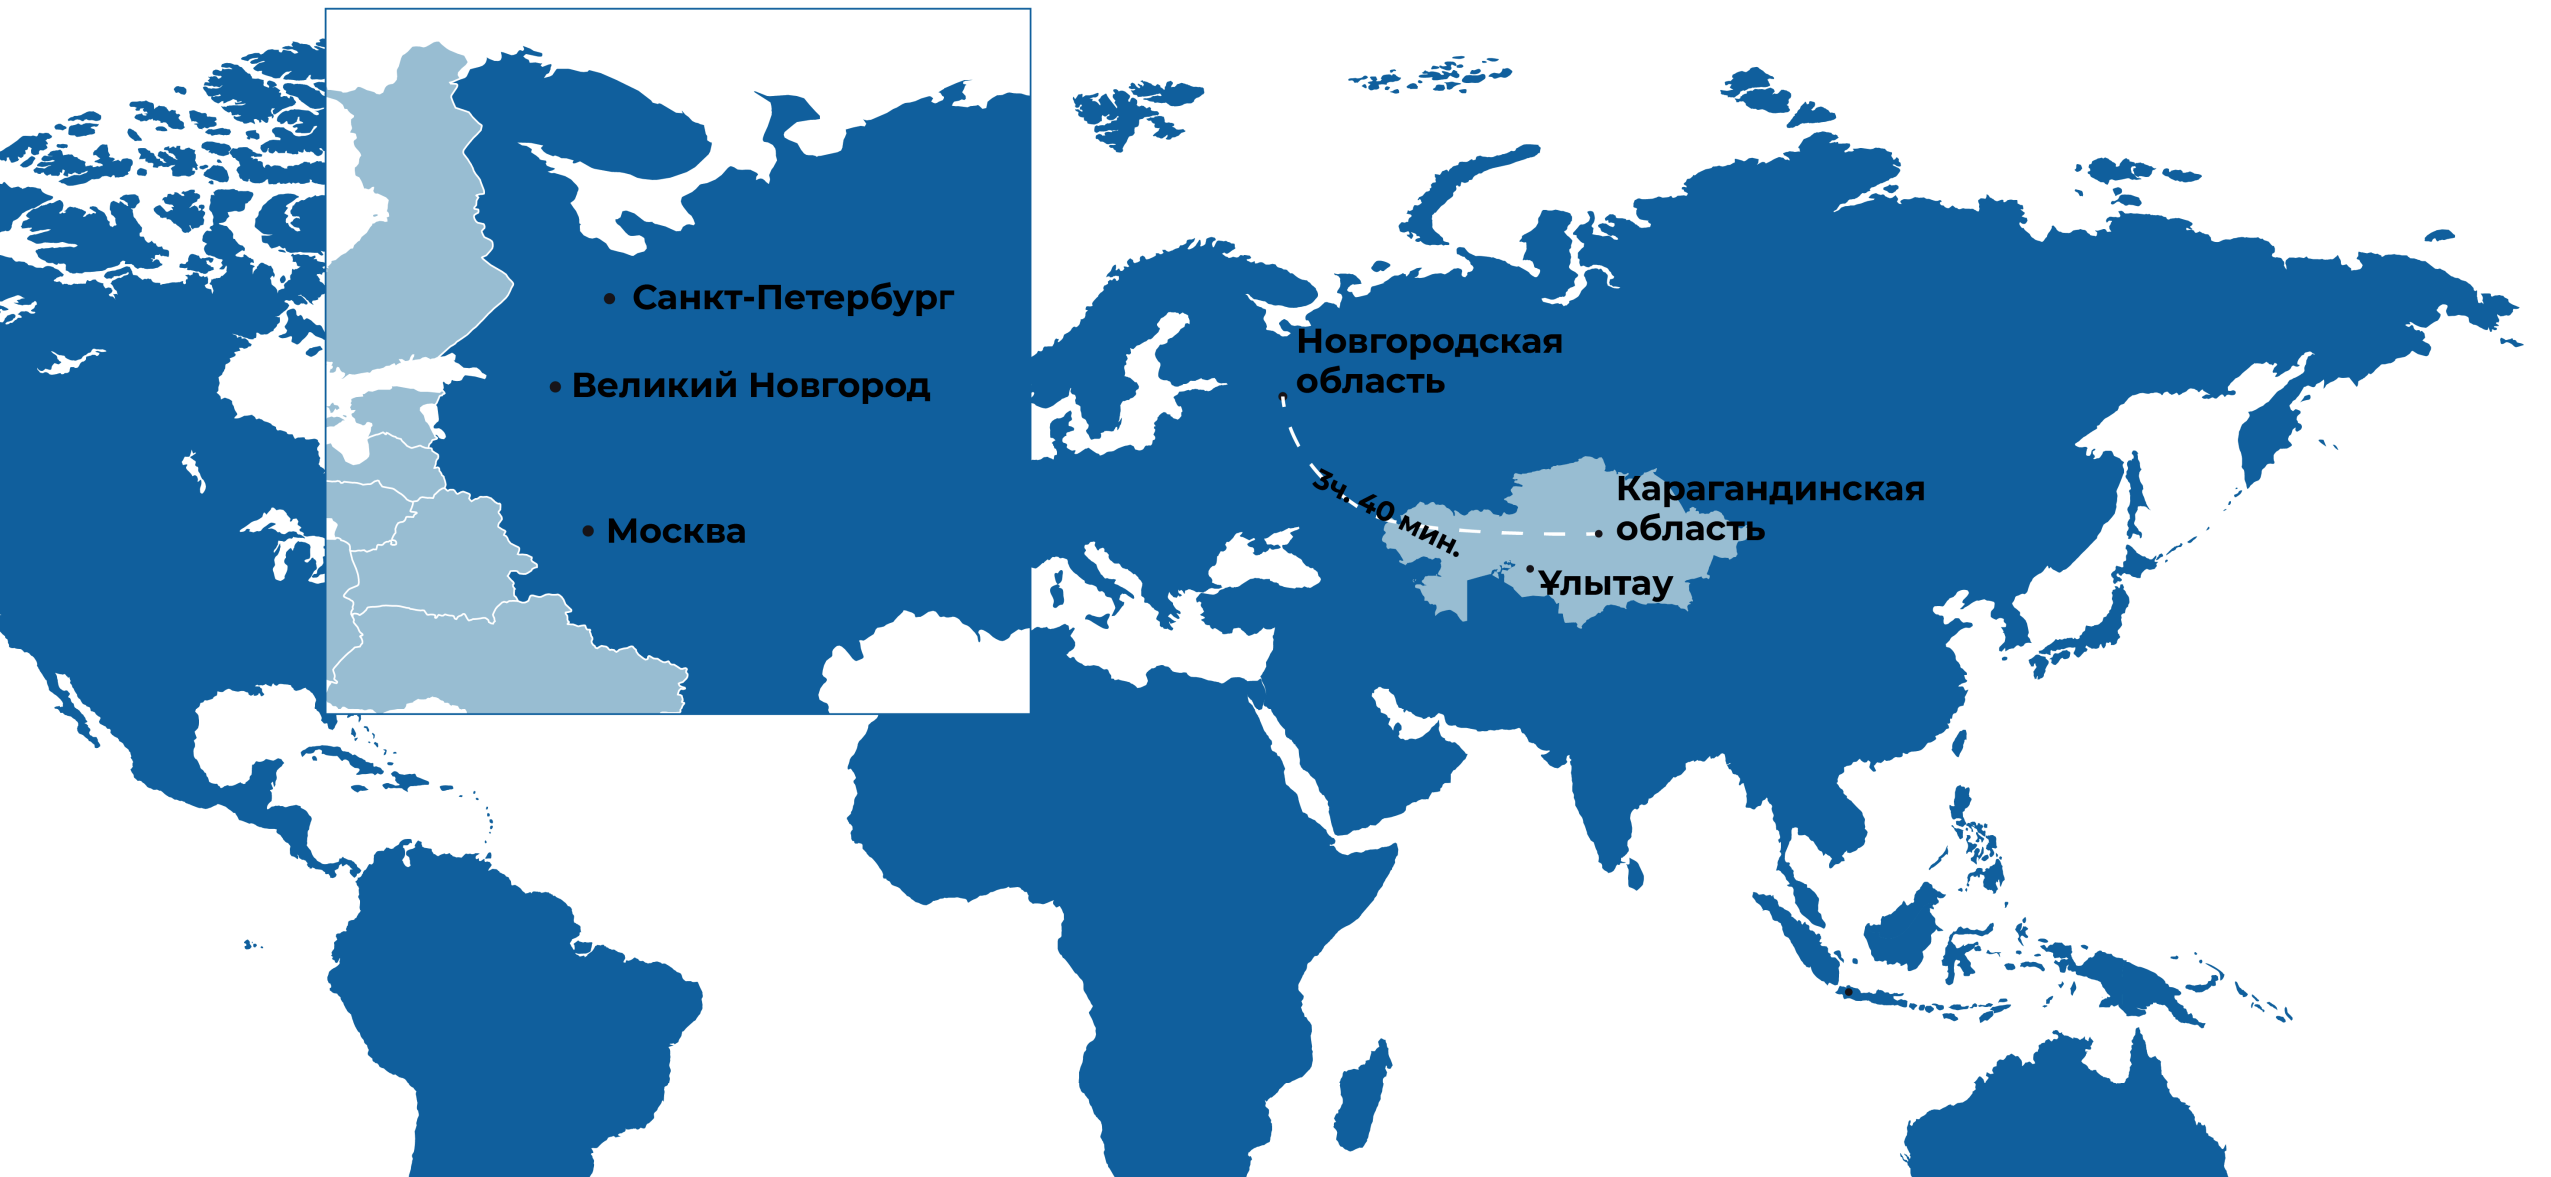 Санкт-Петербург
Великий Новгород
Москва
Новгородская
область
3ч. 40 мин.
Карагандинская
область
Ұлытау